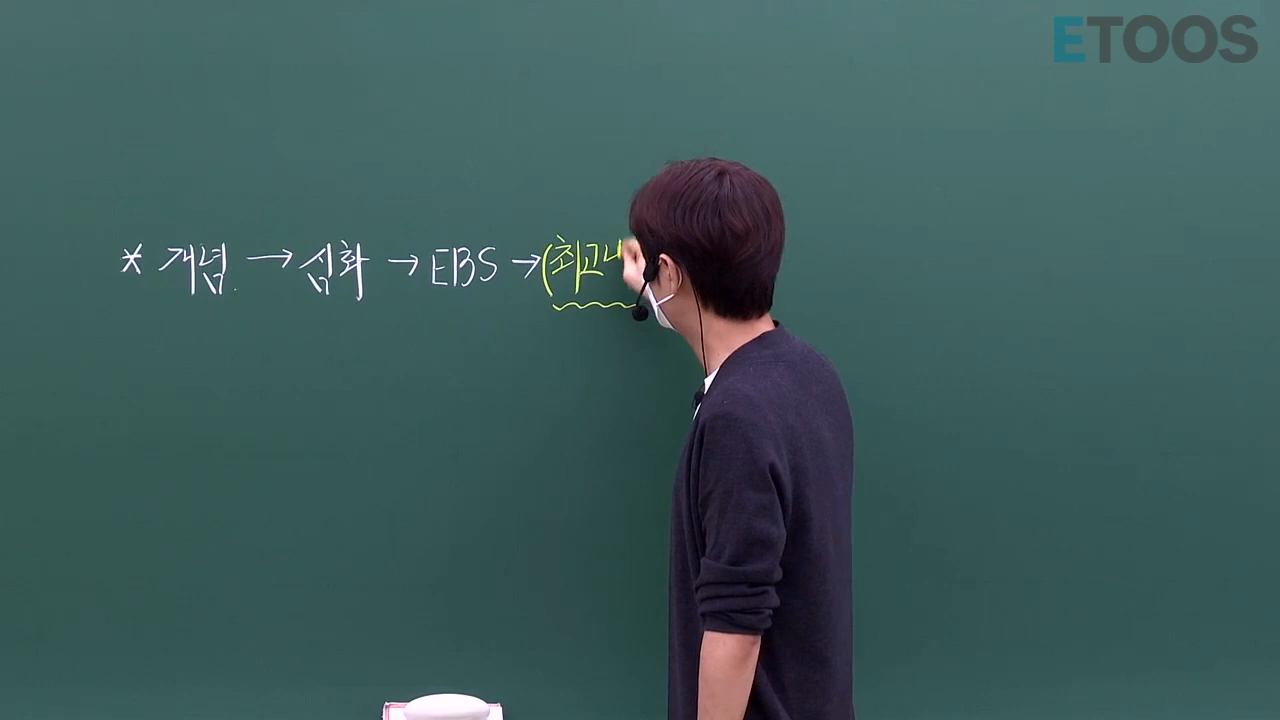 ETOOS
* 개념 → 심화 → EBS → (최고